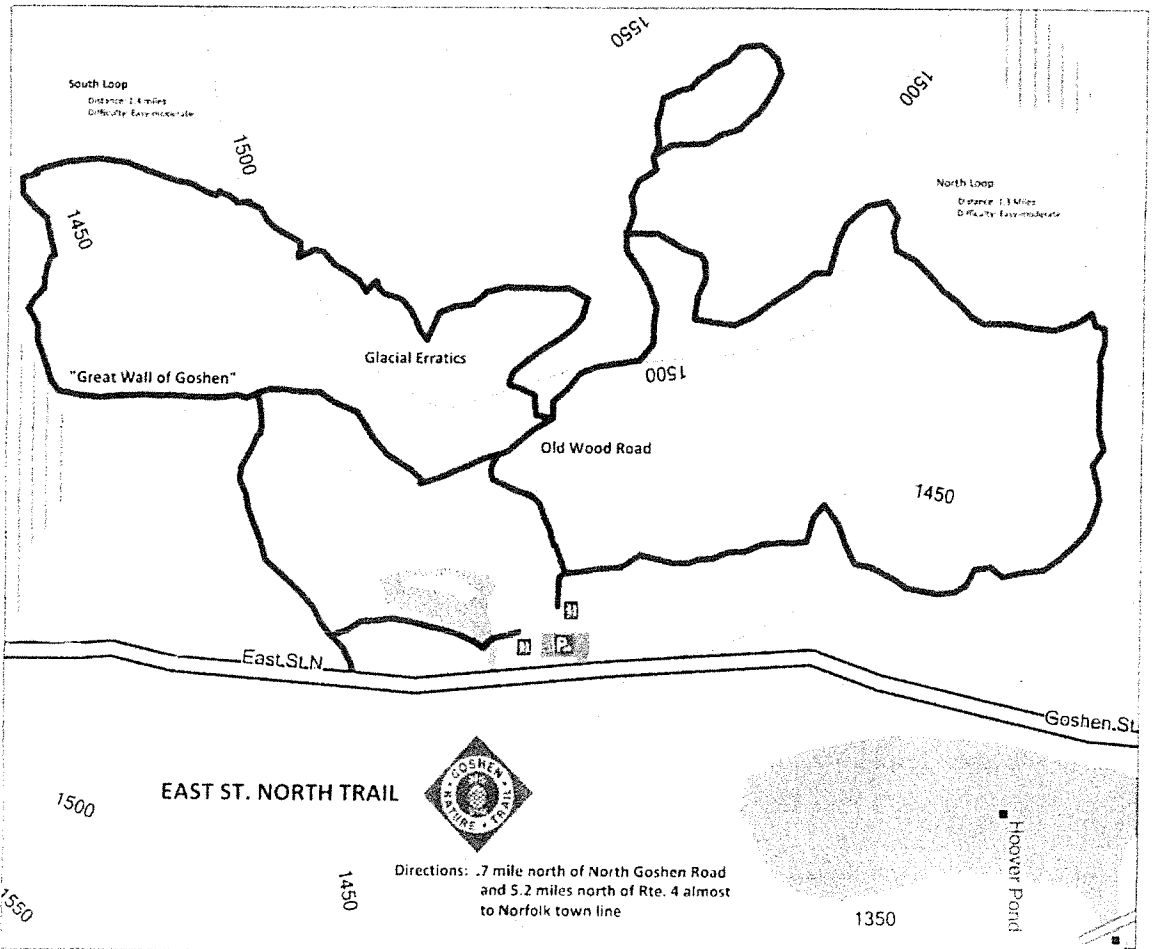 1550
South Loop
Distance: 1.4 miles
Difficulty: Easy-moderate
1500
1500
North Loop
Distance: 1.3 Miles
Difficulty: Easy-moderate
1450
Glacial Erratics
"Great Wall of Goshen"
1500
Old Wood Road
1450
P
East St. N
Goshen St.
EAST ST. NORTH TRAIL
GOSHEN
NATURE • TRAIL
1500
Hoover Pond
Directions: .7 mile north of North Goshen Road
and 5.2 miles north of Rte. 4 almost
to Norfolk town line
1450
1550
1350